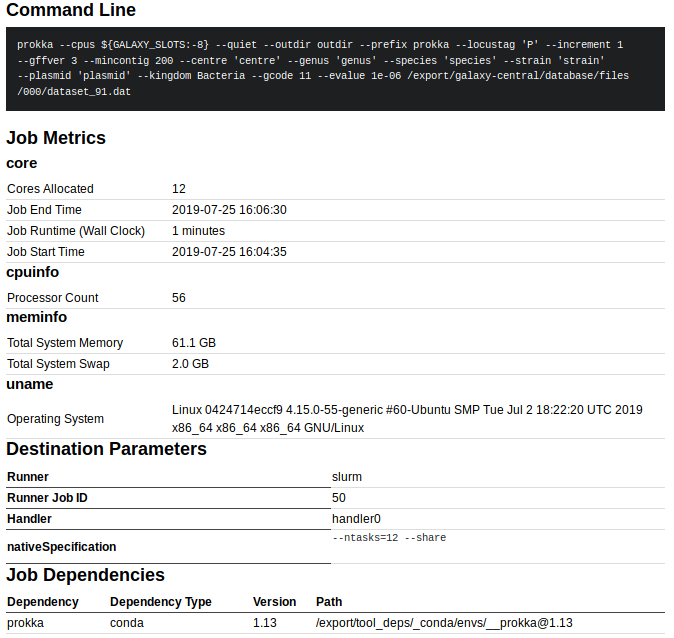 Command Line
prokka --cpus ${GALAXY_SLOTS:-8} --quiet --outdir outdir --prefix prokka --locustag 'P' --increment 1
--gffver 3 --mincontig 200 --centre 'centre' --genus 'genus' --species 'species' --strain 'strain'
--plasmid 'plasmid' --kingdom Bacteria --gcode 11 --evalue 1e-06 /export/galaxy-central/database/files
/000/dataset_91.dat
Job Metrics
core
Cores Allocated 12
Job End Time 2019-07-25 16:06:30
Job Runtime (Wall Clock) 1 minutes
Job Start Time 2019-07-25 16:04:35
cpuinfo
Processor Count 56
meminfo
Total System Memory 61.1 GB
Total System Swap 2.0 GB
uname
Operating System Linux 0424714eccf9 4.15.0-55-generic #60-Ubuntu SMP Tue Jul 2 18:22:20 UTC 2019
x86_64 x86_64 x86_64 GNU/Linux
Destination Parameters
Runner slurm
Runner Job ID 50
Handler handler0
nativeSpecification --ntasks=12 --share
Job Dependencies
Dependency Dependency Type Version Path
prokka conda 1.13 /export/tool_deps/_conda/envs/__prokka@1.13